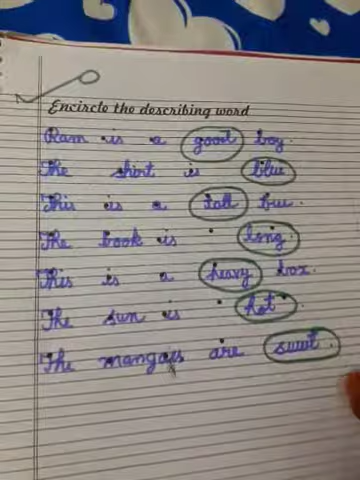 Encircle the describing word
Ram is a good boy.
The shirt is blue
This is a tall
The book is long.
This is a heavy box.
The sun is hot.
The mangoes are sweet.